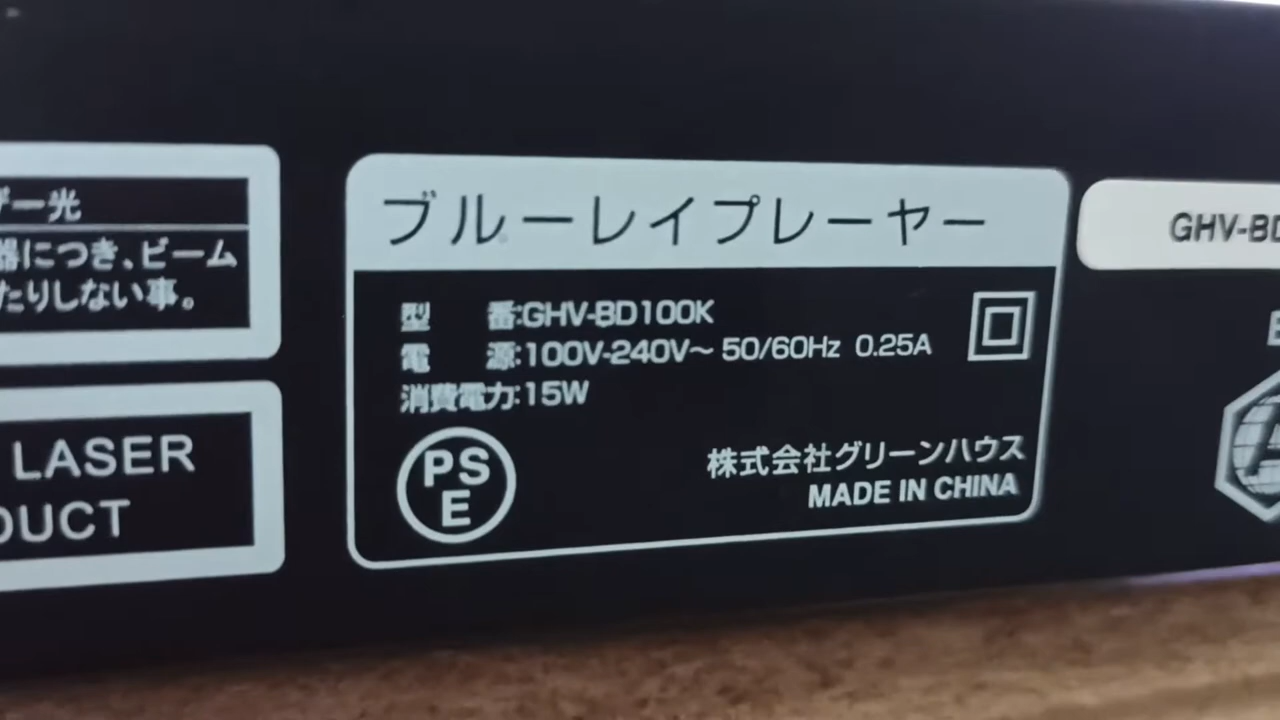 ー光
器につき、ビーム
たりしない事。
LASER
DUCT
ブルーレイプレーヤー
型 番:GHV-BD100K
電 源:100V-240V～ 50/60Hz 0.25A
消費電力:15W
PS
E
株式会社グリーンハウス
MADE IN CHINA
GHV-BD